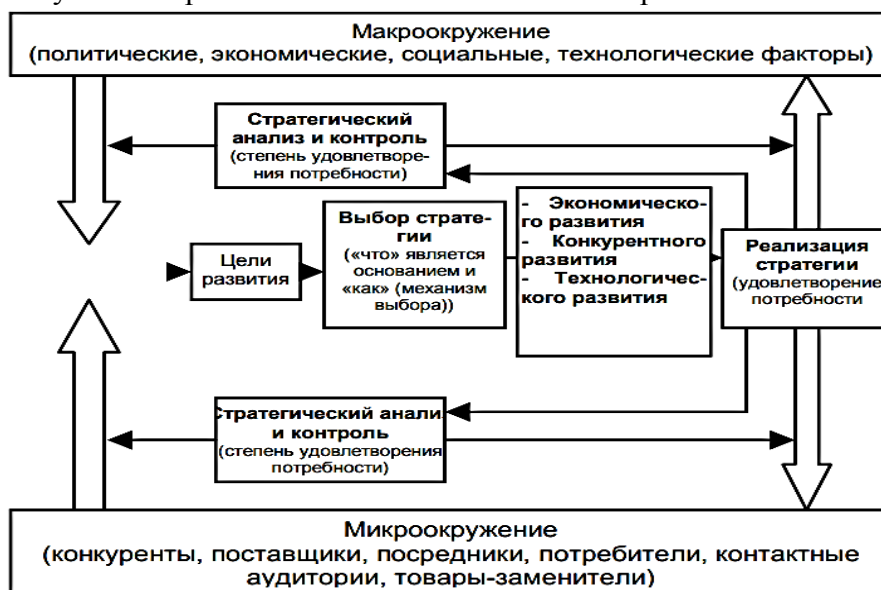 Макроокружение
(политические, экономические, социальные, технологические факторы)
Стратегический
анализ и контроль
(степень удовлетворе-
ния потребности)
Выбор страте-
гии
(«что» является
основанием и
«как» (механизм
выбора))
- Экономическо-
го развития
- Конкурентного
развития
- Технологичес-
кого развития
Цели
развития
Реализация
стратегии
(удовлетворение
потребности
Стратегический анали
и контроль
(степень удовлетворения
потребности)
Микроокружение
(конкуренты, поставщики, посредники, потребители, контактные
аудитории, товары-заменители)